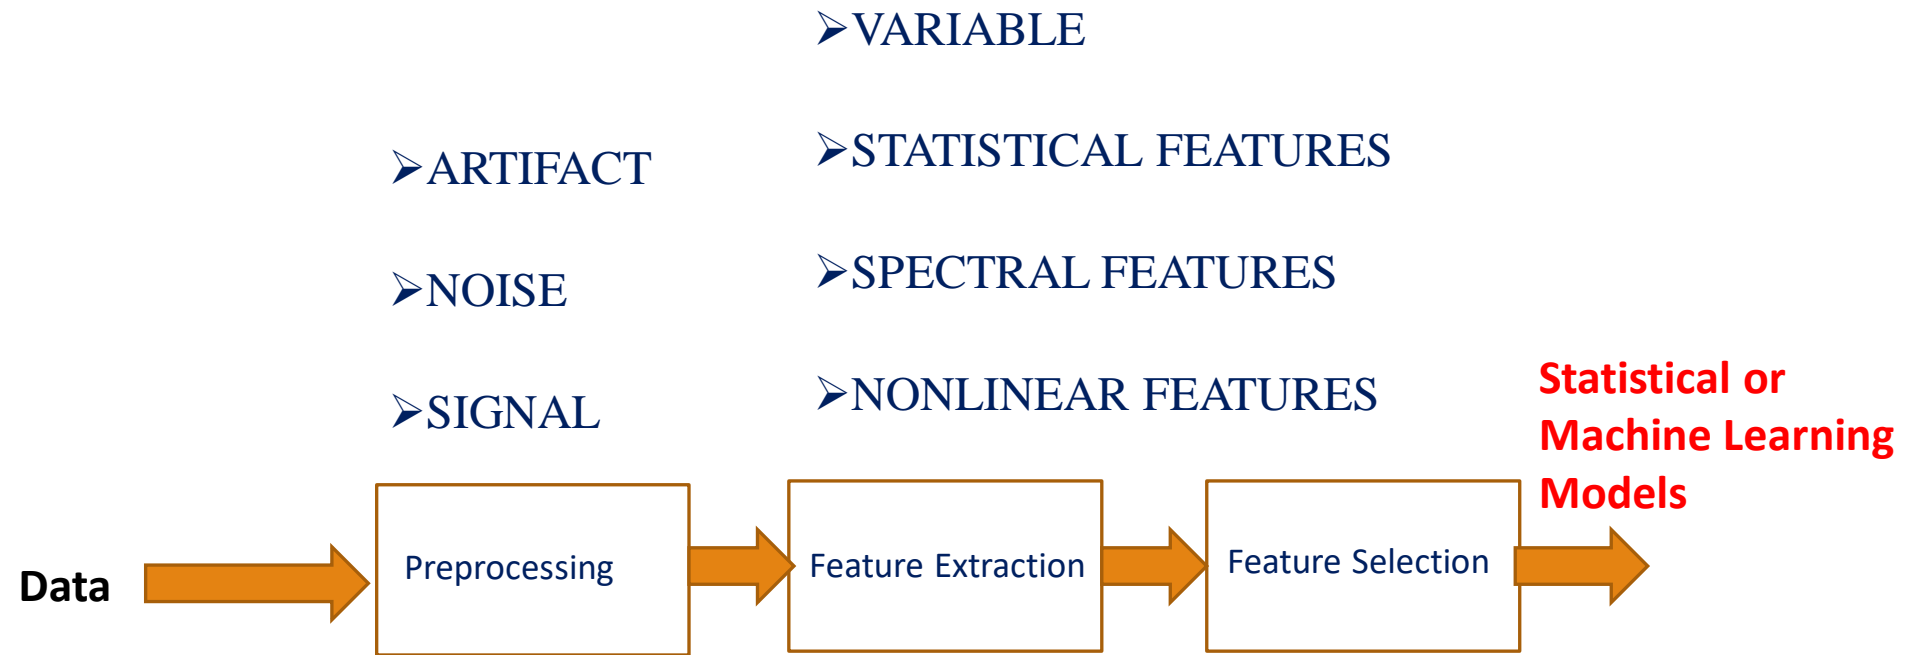 ➢VARIABLE
➢STATISTICAL FEATURES
➢SPECTRAL FEATURES
➢NONLINEAR FEATURES
➢ARTIFACT
➢NOISE
➢SIGNAL
Statistical or
Machine Learning
Models
Data
Preprocessing
Feature Extraction
Feature Selection